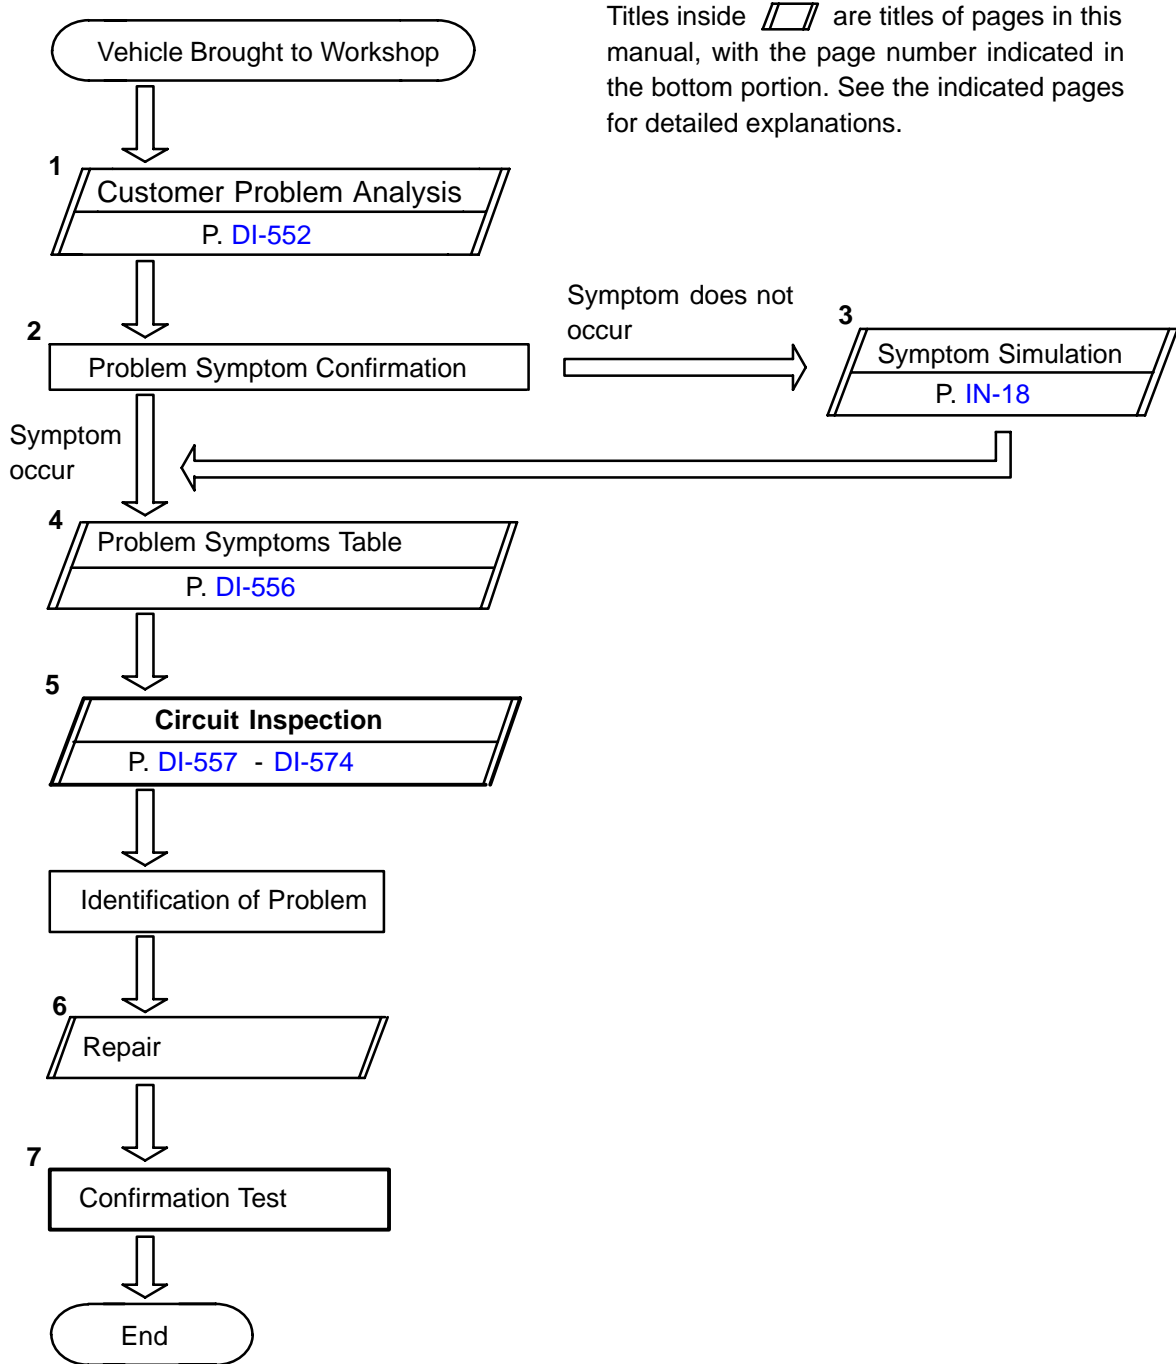 Titles inside are titles of pages in this
manual, with the page number indicated in
the bottom portion. See the indicated pages
for detailed explanations.
Vehicle Brought to Workshop
1
Customer Problem Analysis
P. DI-552
2
Problem Symptom Confirmation
Symptom does not
occur
3
Symptom Simulation
P. IN-18
Symptom
occur
4
Problem Symptoms Table
P. DI-556
5
Circuit Inspection
P. DI-557 - DI-574
Identification of Problem
6
Repair
7
Confirmation Test
End